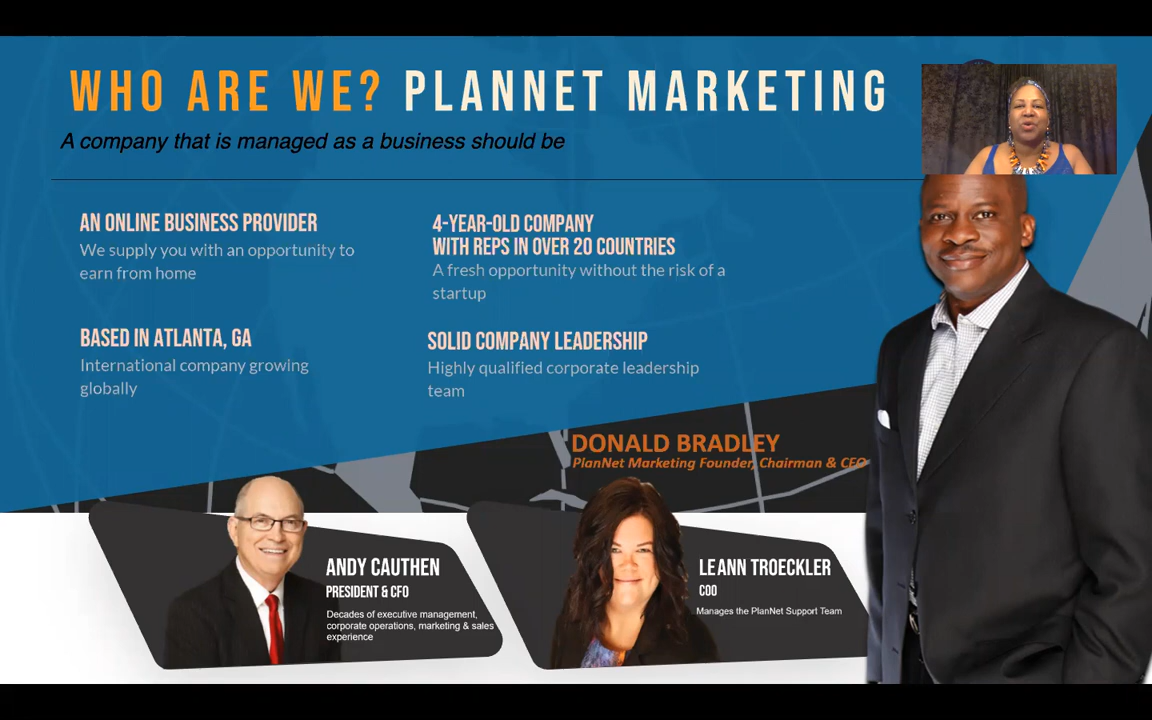 WHO ARE WE? PLANNET MARKETING
A company that is managed as a business should be
AN ONLINE BUSINESS PROVIDER
We supply you with an opportunity to
earn from home
4-YEAR-OLD COMPANY
WITH REPS IN OVER 20 COUNTRIES
A fresh opportunity without the risk of a
startup
BASED IN ATLANTA, GA
International company growing
globally
SOLID COMPANY LEADERSHIP
Highly qualified corporate leadership
team
DONALD BRADLEY
PlanNet Marketing Founder, Chairman & CEO
ANDY CAUTHEN
PRESIDENT & CFO
Decades of executive management,
corporate operations, marketing & sales
experience
LEANN TROECKLER
COO
Manages the PlanNet Support Team